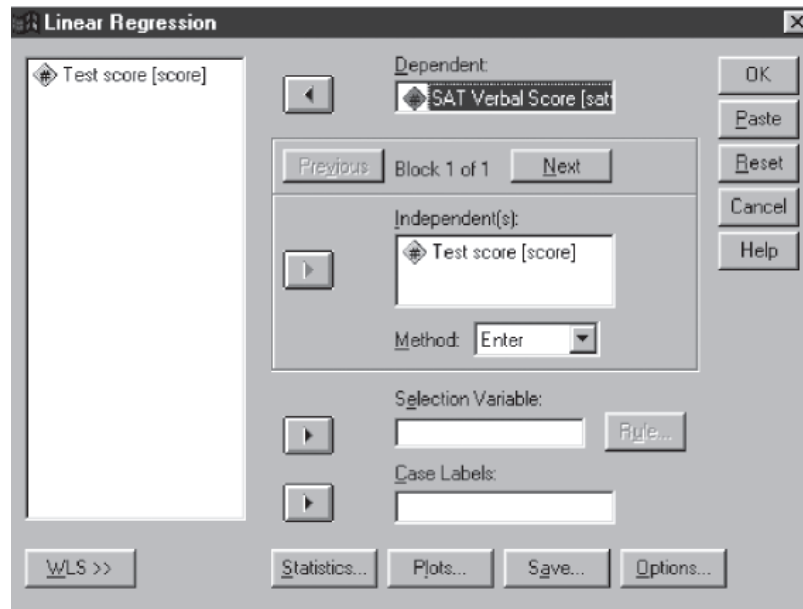 Linear Regression
Test score [score]
Dependent:
SAT Verbal Score [sat
OK
Paste
Reset
Cancel
Help
Previous
Block 1 of 1
Next
Independent(s):
Test score [score]
Method:
Enter
Selection Variable:
Rule...
Case Labels:
WLS >>
Statistics...
Plots...
Save...
Options...